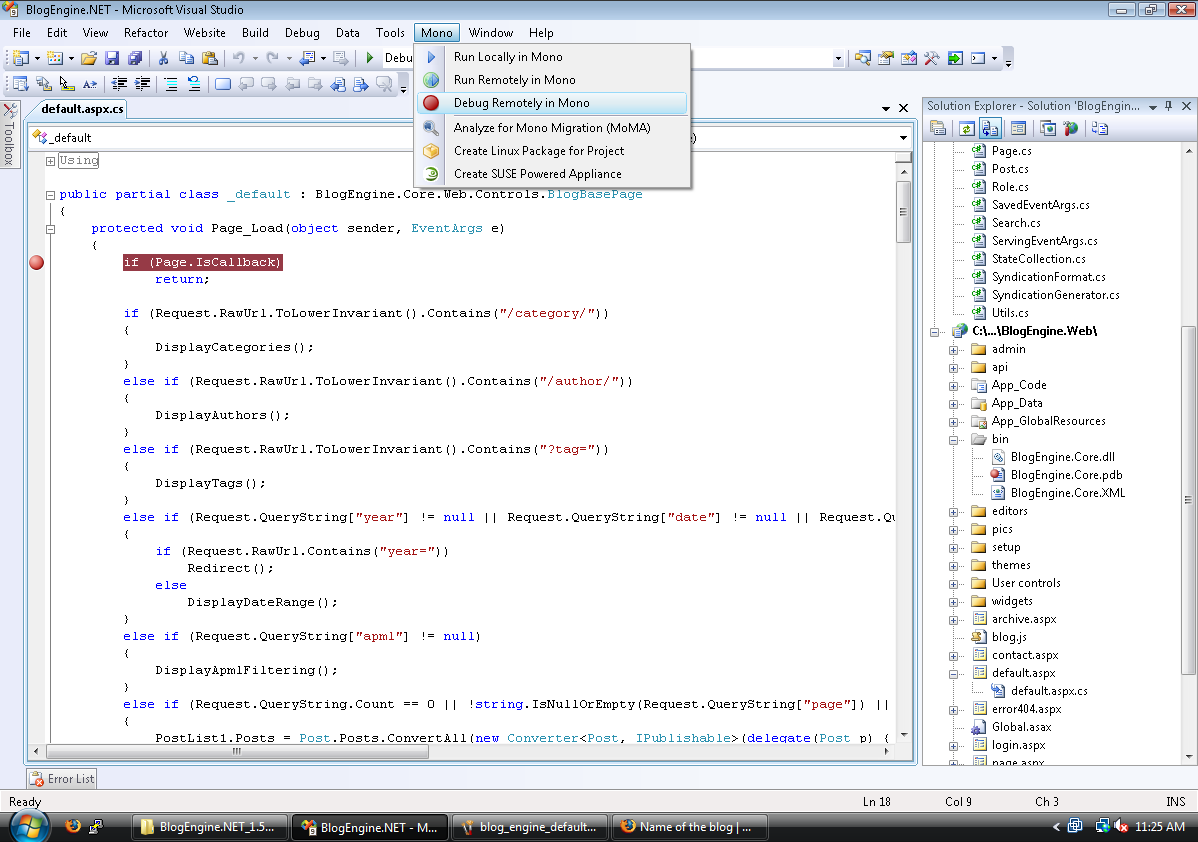 BlogEngine.NET - Microsoft Visual Studio
File Edit View Refactor Website Build Debug Data Tools Mono Window Help
Debu
Run Locally in Mono
Run Remotely in Mono
Debug Remotely in Mono
Analyze for Mono Migration (MoMA)
Create Linux Package for Project
Create SUSE Powered Appliance
Toolbox
default.aspx.cs
_default
Using
public partial class _default : BlogEngine.Core.Web.Controls.BlogBasePage
{
protected void Page_Load(object sender, EventArgs e)
{
if (Page.IsCallback)
return;
if (Request.RawUrl.ToLowerInvariant().Contains("/category/"))
{
DisplayCategories();
}
else if (Request.RawUrl.ToLowerInvariant().Contains("/author/"))
{
DisplayAuthors();
}
else if (Request.RawUrl.ToLowerInvariant().Contains("?tag="))
{
DisplayTags();
}
else if (Request.QueryString["year"] != null || Request.QueryString["date"] != null || Request.Qu
{
if (Request.RawUrl.Contains("year="))
Redirect();
else
DisplayDateRange();
}
else if (Request.QueryString["apml"] != null)
{
DisplayApmlFiltering();
}
else if (Request.QueryString.Count == 0 || !string.IsNullOrEmpty(Request.QueryString["page"]) ||
{
PostList1.Posts = Post.Posts.ConvertAll(new Converter<Post, IPublishable>(delegate(Post p) {
Solution Explorer - Solution 'BlogEngin...
Page.cs
Post.cs
Role.cs
SavedEventArgs.cs
Search.cs
ServingEventArgs.cs
StateCollection.cs
SyndicationFormat.cs
SyndicationGenerator.cs
Utils.cs
C:\...\BlogEngine.Web\
admin
api
App_Code
App_Data
App_GlobalResources
bin
BlogEngine.Core.dll
BlogEngine.Core.pdb
BlogEngine.Core.XML
editors
pics
setup
themes
User controls
widgets
archive.aspx
blog.js
contact.aspx
default.aspx
default.aspx.cs
error404.aspx
Global.asax
login.aspx
page.aspx
Error List
Ready Ln 18 Col 9 Ch 3 INS
BlogEngine.NET_1.5... BlogEngine.NET - M... blog_engine_default... Name of the blog | ... 11:25 AM